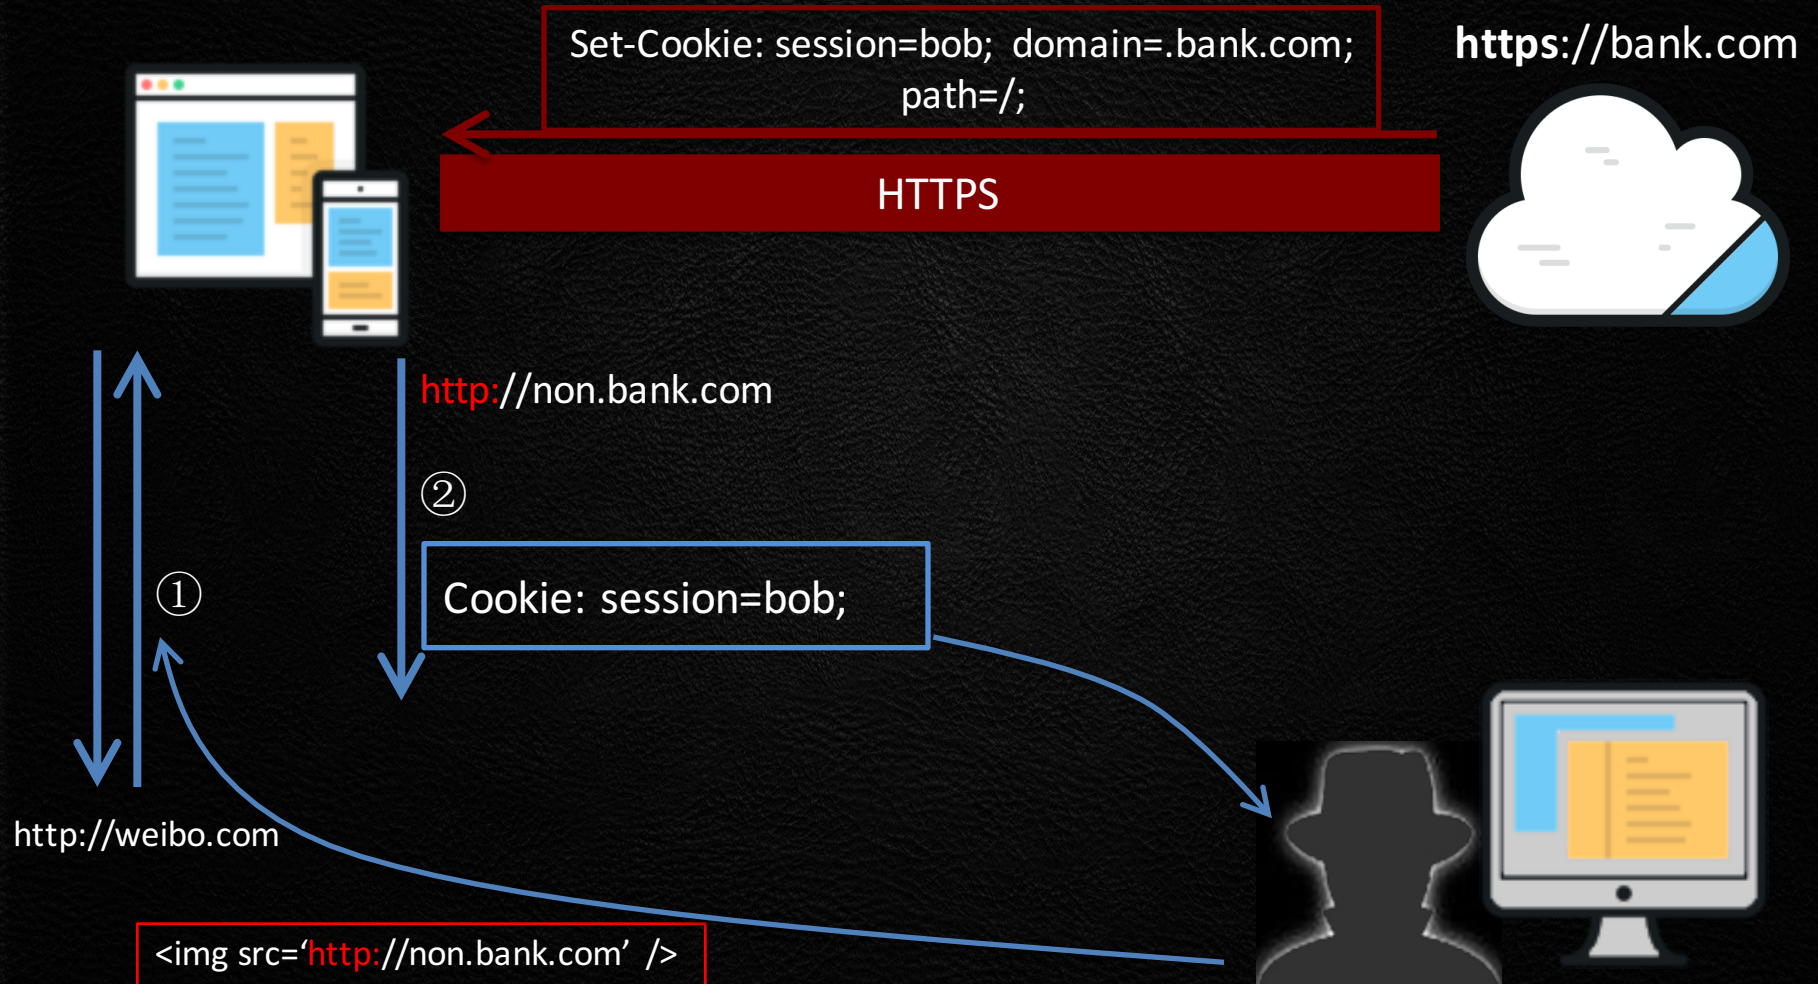 Set-Cookie: session=bob; domain=.bank.com;
path=/;
https://bank.com
HTTPS
http://non.bank.com
②
Cookie: session=bob;
①
http://weibo.com
<img src=‘http://non.bank.com’ />